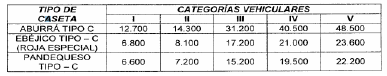 TIPO DE CASETA CATEGORÍAS VEHICULARES
I II III IV V
ABURRÁ TIPO C 12.700 14.300 31.200 40.500 48.500
EBÉJICO TIPO – C (ROJA ESPECIAL) 6.800 8.100 17.200 21.000 23.600
PANDEQUESO TIPO – C 6.600 7.200 15.200 19.500 22.200